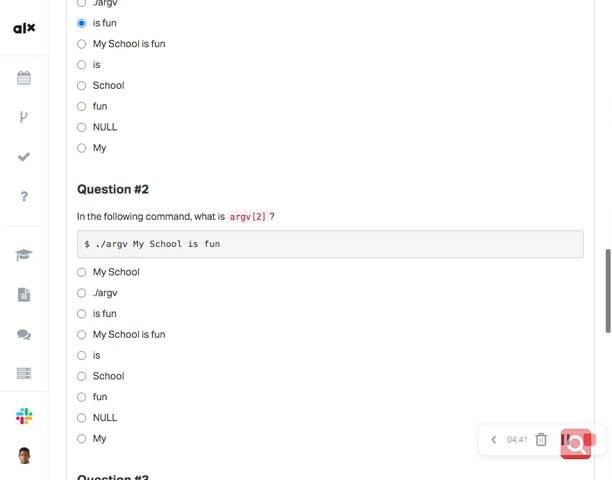 alx
./argv
is fun
My School is fun
is
School
fun
NULL
My
Question #2
In the following command, what is argv[2] ?
$ ./argv My School is fun
My School
./argv
is fun
My School is fun
is
School
fun
NULL
My
04:41
Question #3